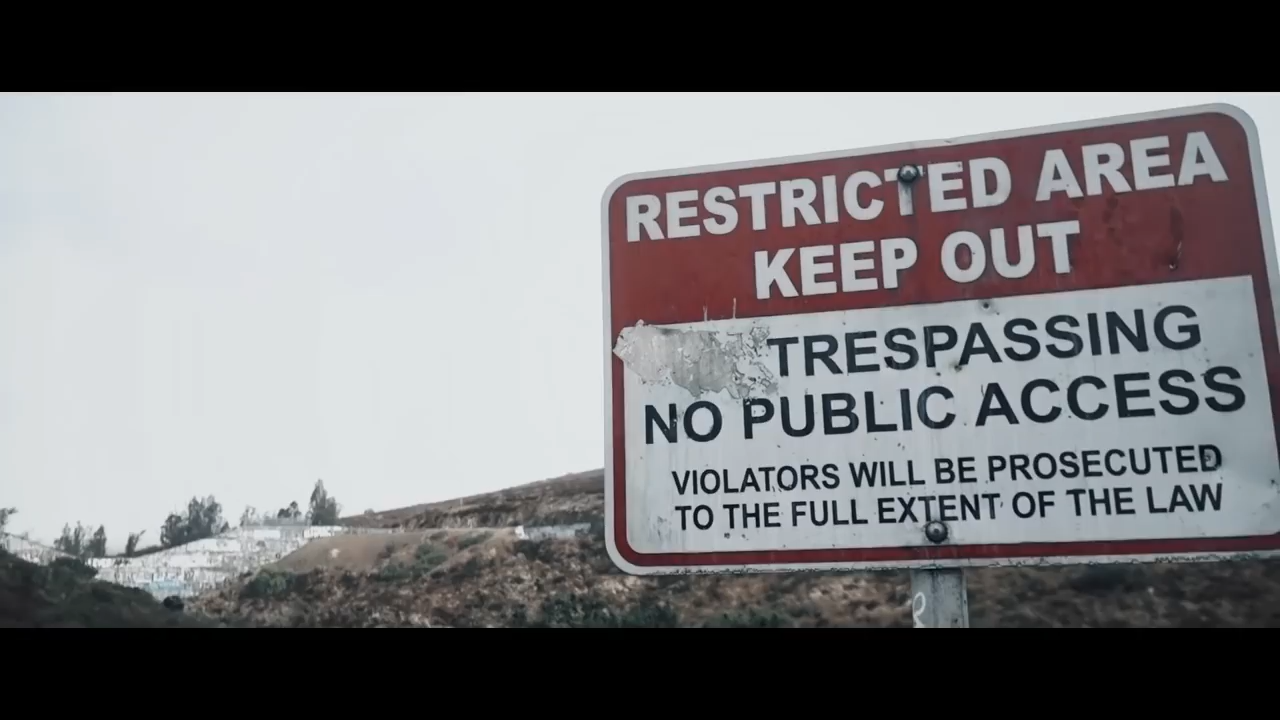 RESTRICTED AREA
KEEP OUT
TRESPASSING
NO PUBLIC ACCESS
VIOLATORS WILL BE PROSECUTED
TO THE FULL EXTENT OF THE LAW